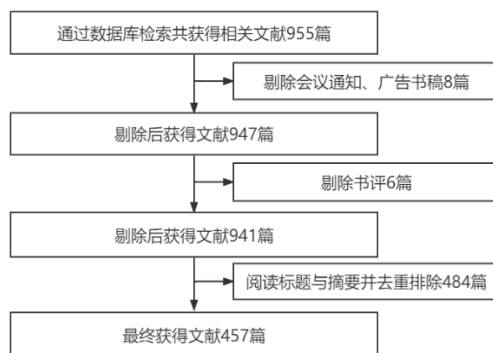 通过数据库检索共获得相关文献955篇
剔除会议通知、广告书稿8篇
剔除后获得文献947篇
剔除书评6篇
剔除后获得文献941篇
阅读标题与摘要并去重排除484篇
最终获得文献457篇